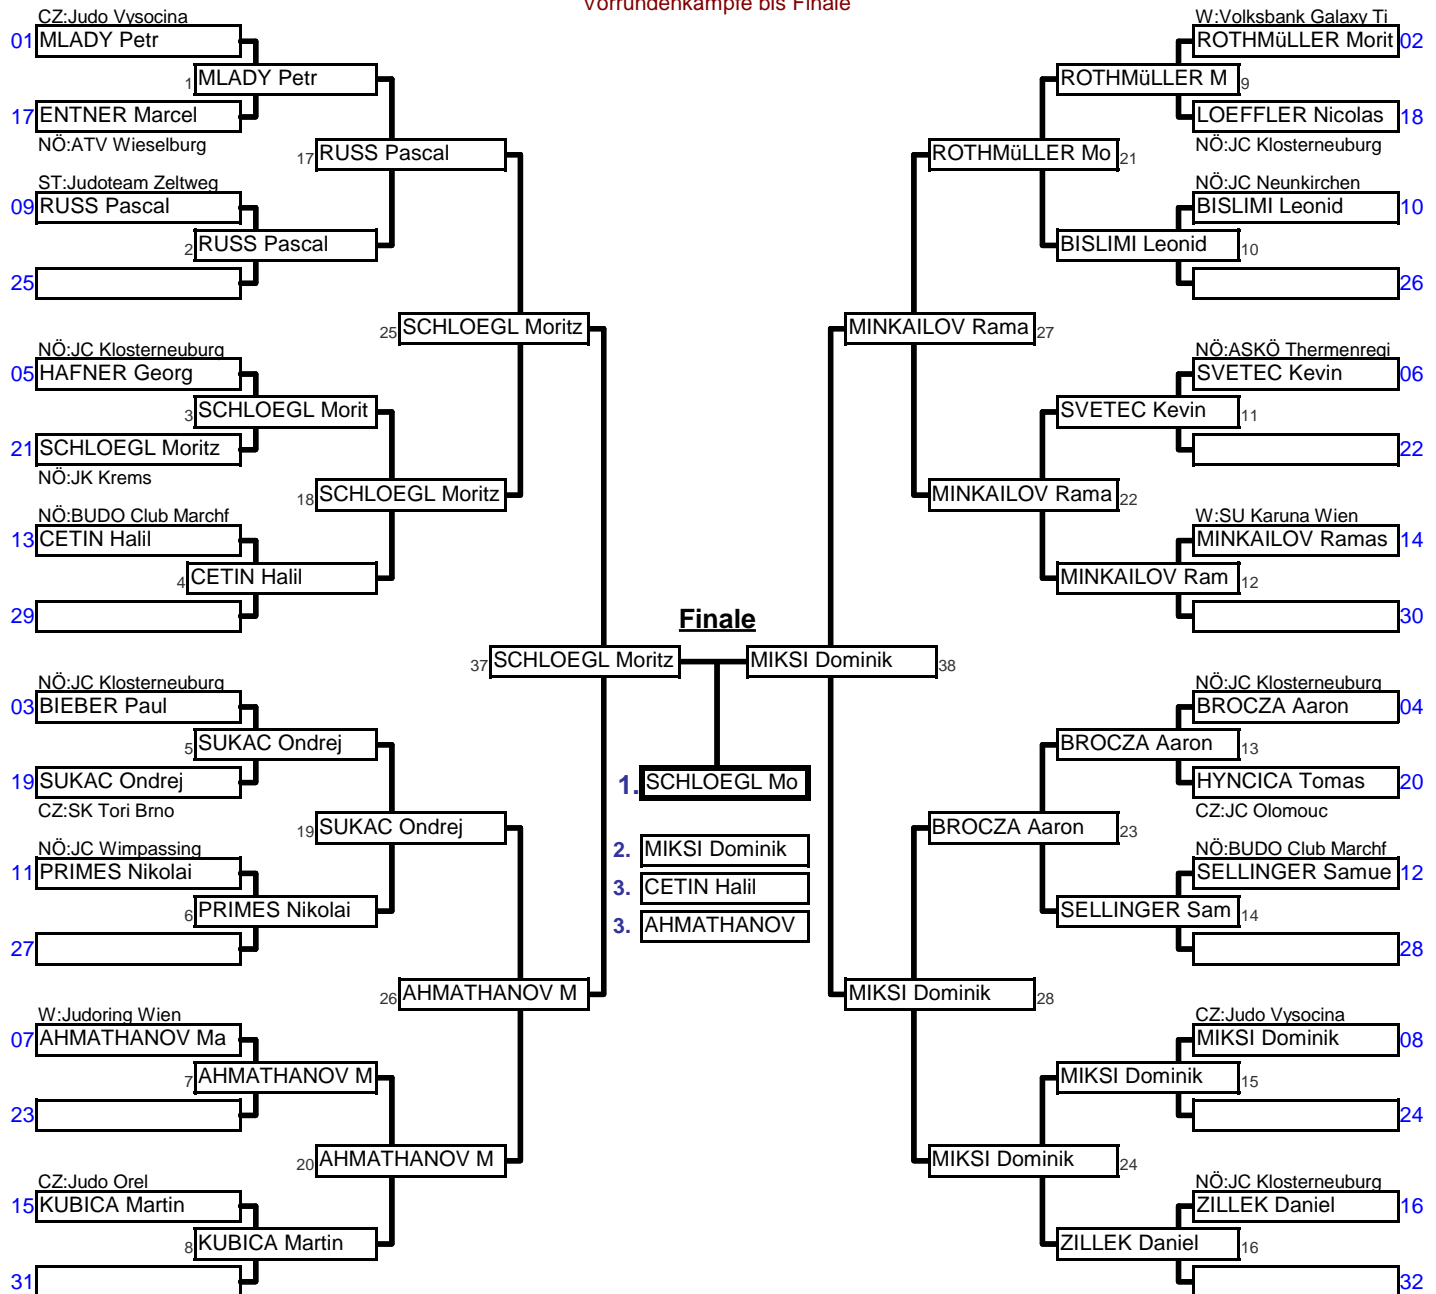 Vorrundenkämpfe bis Finale
CZ:Judo Vysocina
01 MLADY Petr
1 MLADY Petr
17 ENTNER Marcel
NÖ:ATV Wieselburg
17 RUSS Pascal
ST:Judoteam Zeltweg
09 RUSS Pascal
2 RUSS Pascal
25
25 SCHLOEGL Moritz
NÖ:JC Klosterneuburg
05 HAFNER Georg
3 SCHLOEGL Morit
21 SCHLOEGL Moritz
NÖ:JK Krems
18 SCHLOEGL Moritz
NÖ:BUDO Club Marchf
13 CETIN Halil
4 CETIN Halil
29
37 SCHLOEGL Moritz
NÖ:JC Klosterneuburg
03 BIEBER Paul
5 SUKAC Ondrej
19 SUKAC Ondrej
CZ:SK Tori Brno
19 SUKAC Ondrej
NÖ:JC Wimpassing
11 PRIMES Nikolai
6 PRIMES Nikolai
27
26 AHMATHANOV M
W:Judoring Wien
07 AHMATHANOV Ma
7 AHMATHANOV M
23
20 AHMATHANOV M
CZ:Judo Orel
15 KUBICA Martin
8 KUBICA Martin
31
Finale
1. SCHLOEGL Mo
2. MIKSI Dominik
3. CETIN Halil
3. AHMATHANOV
W:Volksbank Galaxy Ti
ROTHMüLLER Morit 02
ROTHMüLLER M 9
LOEFFLER Nicolas 18
NÖ:JC Klosterneuburg
ROTHMüLLER Mo 21
NÖ:JC Neunkirchen
BISLIMI Leonid 10
BISLIMI Leonid 10
26
MINKAILOV Rama 27
NÖ:ASKÖ Thermenregi
SVETEC Kevin 06
SVETEC Kevin 11
22
MINKAILOV Rama 22
W:SU Karuna Wien
MINKAILOV Ramas 14
MINKAILOV Ram 12
30
MIKSI Dominik 38
NÖ:JC Klosterneuburg
BROCZA Aaron 04
BROCZA Aaron 13
HYNCICA Tomas 20
CZ:JC Olomouc
BROCZA Aaron 23
NÖ:BUDO Club Marchf
SELLINGER Samue 12
SELLINGER Sam 14
28
MIKSI Dominik 28
CZ:Judo Vysocina
MIKSI Dominik 08
MIKSI Dominik 15
24
MIKSI Dominik 24
NÖ:JC Klosterneuburg
ZILLEK Daniel 16
ZILLEK Daniel 16
32